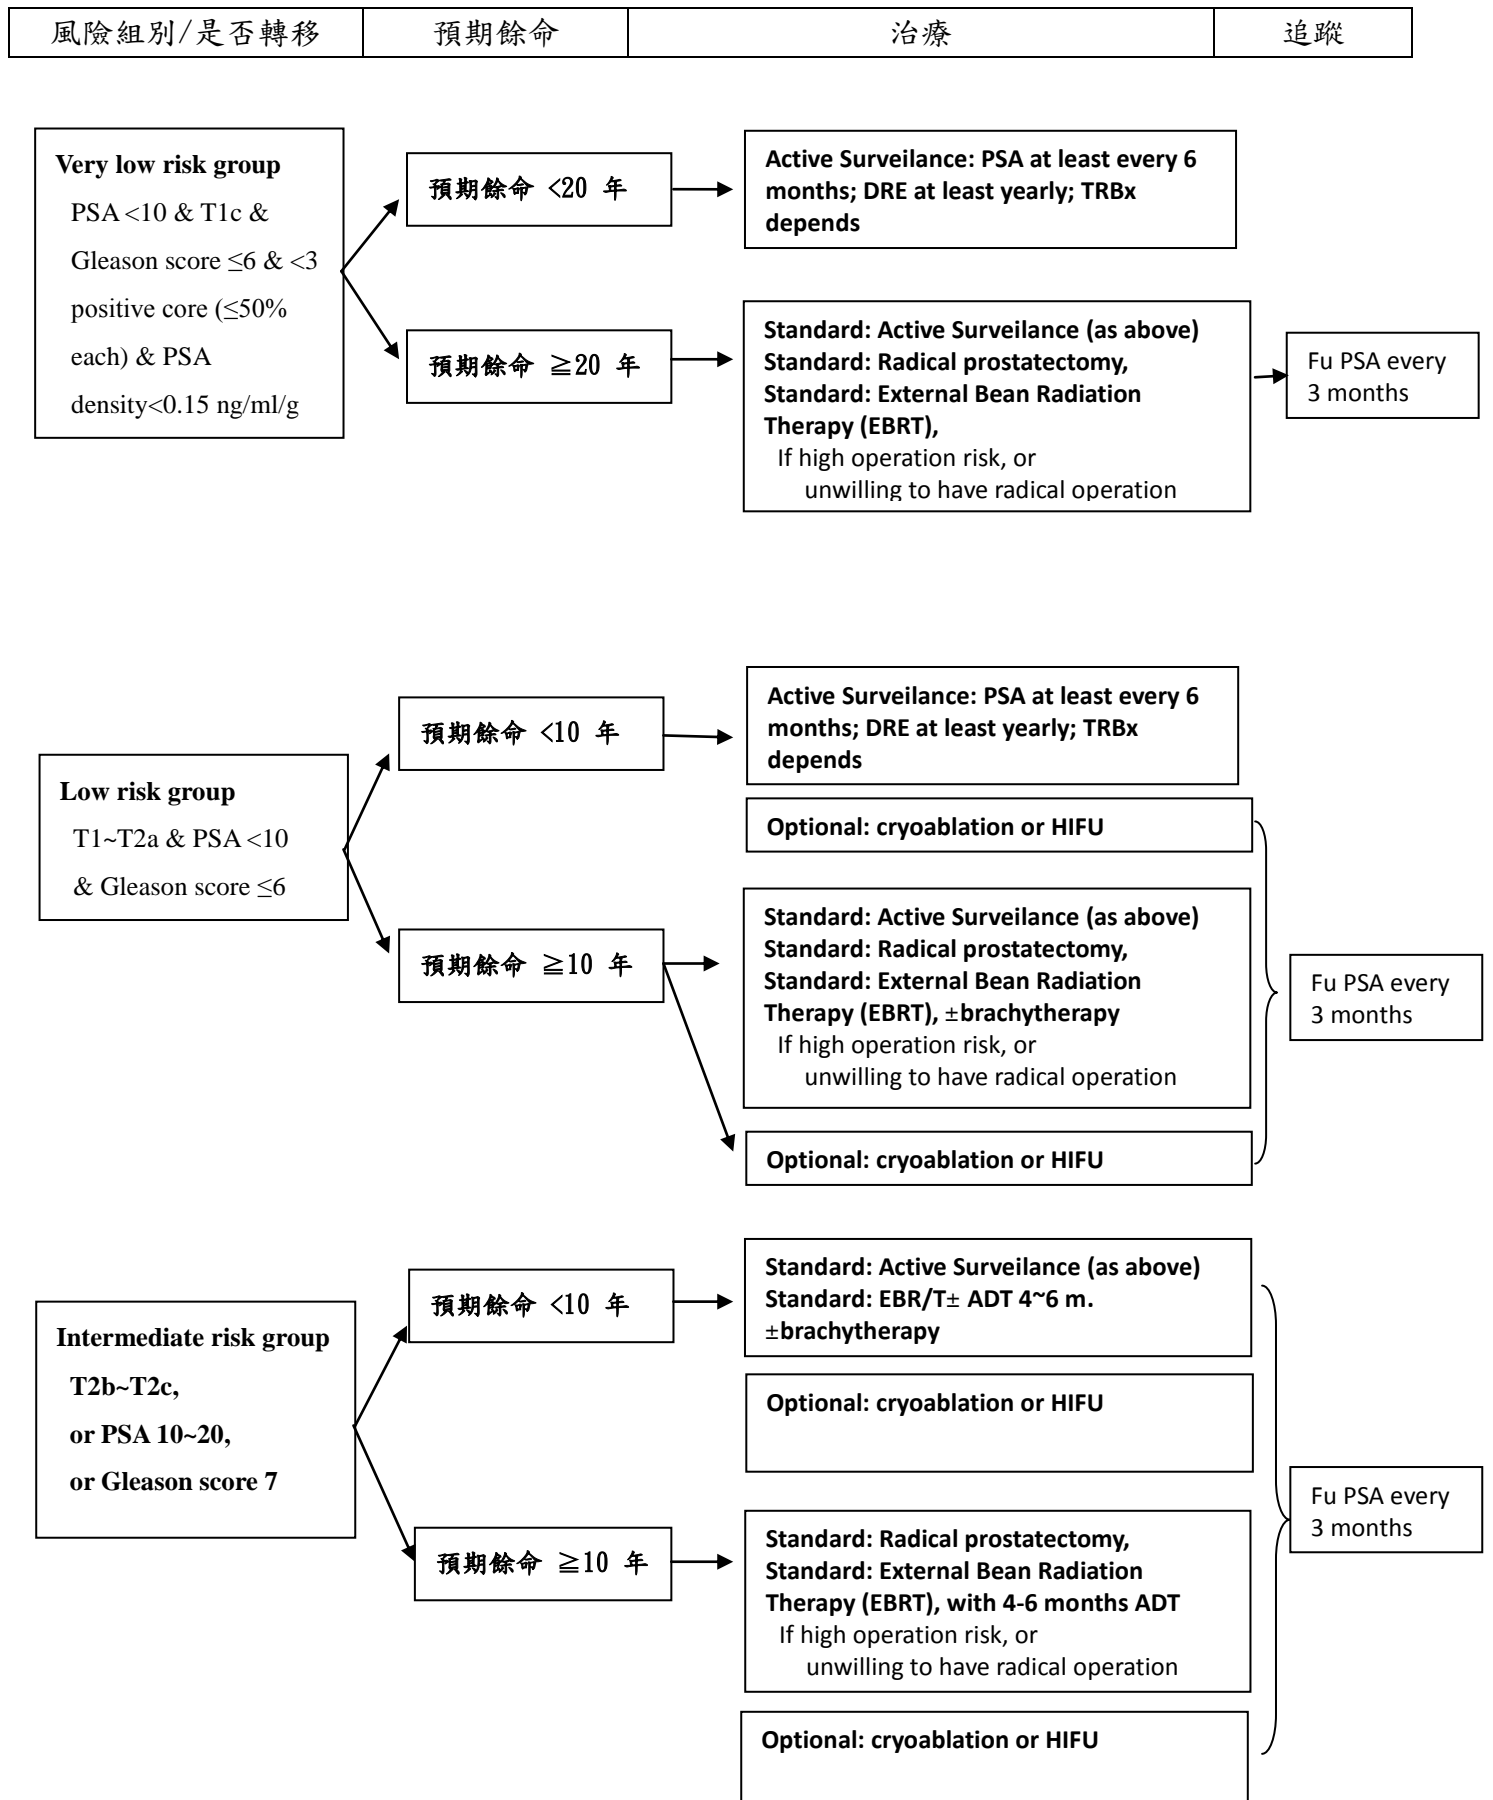 風險組別/是否轉移 預期餘命 治療 追蹤
Very low risk group
PSA <10 & T1c &
Gleason score ≤6 & <3
positive core (≤50%
each) & PSA
density<0.15 ng/ml/g
預期餘命 <20 年
Active Surveilance: PSA at least every 6
months; DRE at least yearly; TRBx
depends
預期餘命 ≧20 年
Standard: Active Surveilance (as above)
Standard: Radical prostatectomy,
Standard: External Bean Radiation
Therapy (EBRT),
If high operation risk, or
unwilling to have radical operation
Fu PSA every
3 months
Low risk group
T1~T2a & PSA <10
& Gleason score ≤6
預期餘命 <10 年
Active Surveilance: PSA at least every 6
months; DRE at least yearly; TRBx
depends
Optional: cryoablation or HIFU
預期餘命 ≧10 年
Standard: Active Surveilance (as above)
Standard: Radical prostatectomy,
Standard: External Bean Radiation
Therapy (EBRT), ±brachytherapy
If high operation risk, or
unwilling to have radical operation
Optional: cryoablation or HIFU
Fu PSA every
3 months
Intermediate risk group
T2b~T2c,
or PSA 10~20,
or Gleason score 7
預期餘命 <10 年
Standard: Active Surveilance (as above)
Standard: EBR/T± ADT 4~6 m.
±brachytherapy
Optional: cryoablation or HIFU
預期餘命 ≧10 年
Standard: Radical prostatectomy,
Standard: External Bean Radiation
Therapy (EBRT), with 4-6 months ADT
If high operation risk, or
unwilling to have radical operation
Optional: cryoablation or HIFU
Fu PSA every
3 months